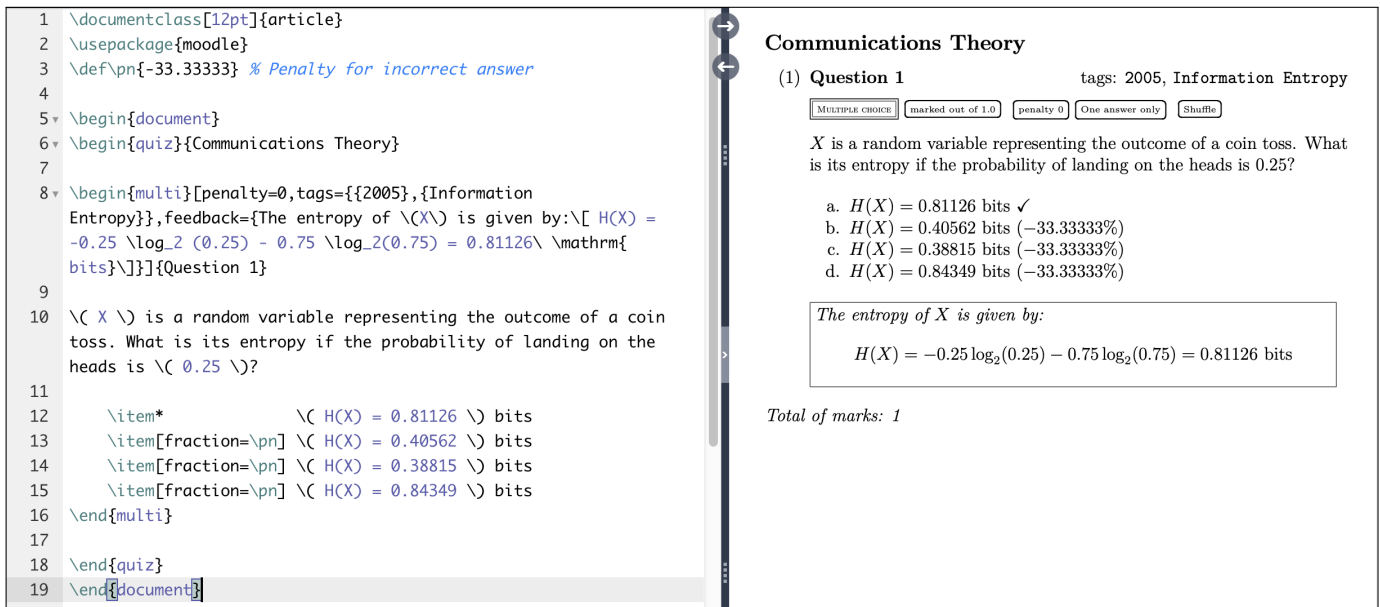 1 \documentclass[12pt]{article}
2 \usepackage{moodle}
3 \def\pn{-33.33333} % Penalty for incorrect answer
4
5 \begin{document}
6 \begin{quiz}{Communications Theory}
7
8 \begin{multi}[penalty=0,tags={{2005},{Information
Entropy}},feedback={The entropy of \(X\) is given by:\[ H(X) =
-0.25 \log_2 (0.25) - 0.75 \log_2(0.75) = 0.81126\ \mathrm{
bits}\]}]{Question 1}
9
10 \( X \) is a random variable representing the outcome of a coin
toss. What is its entropy if the probability of landing on the
heads is \( 0.25 \)?
11
12 \item* \( H(X) = 0.81126 \) bits
13 \item[fraction=\pn] \( H(X) = 0.40562 \) bits
14 \item[fraction=\pn] \( H(X) = 0.38815 \) bits
15 \item[fraction=\pn] \( H(X) = 0.84349 \) bits
16 \end{multi}
17
18 \end{quiz}
19 \end{document}
Communications Theory
(1) Question 1 tags: 2005, Information Entropy
MULTIPLE CHOICE marked out of 1.0 penalty 0 One answer only Shuffle
X is a random variable representing the outcome of a coin toss. What
is its entropy if the probability of landing on the heads is 0.25?
a. H(X) = 0.81126 bits ✓
b. H(X) = 0.40562 bits (−33.33333%)
c. H(X) = 0.38815 bits (−33.33333%)
d. H(X) = 0.84349 bits (−33.33333%)
The entropy of X is given by:
H(X) = −0.25 log₂(0.25) − 0.75 log₂(0.75) = 0.81126 bits
Total of marks: 1